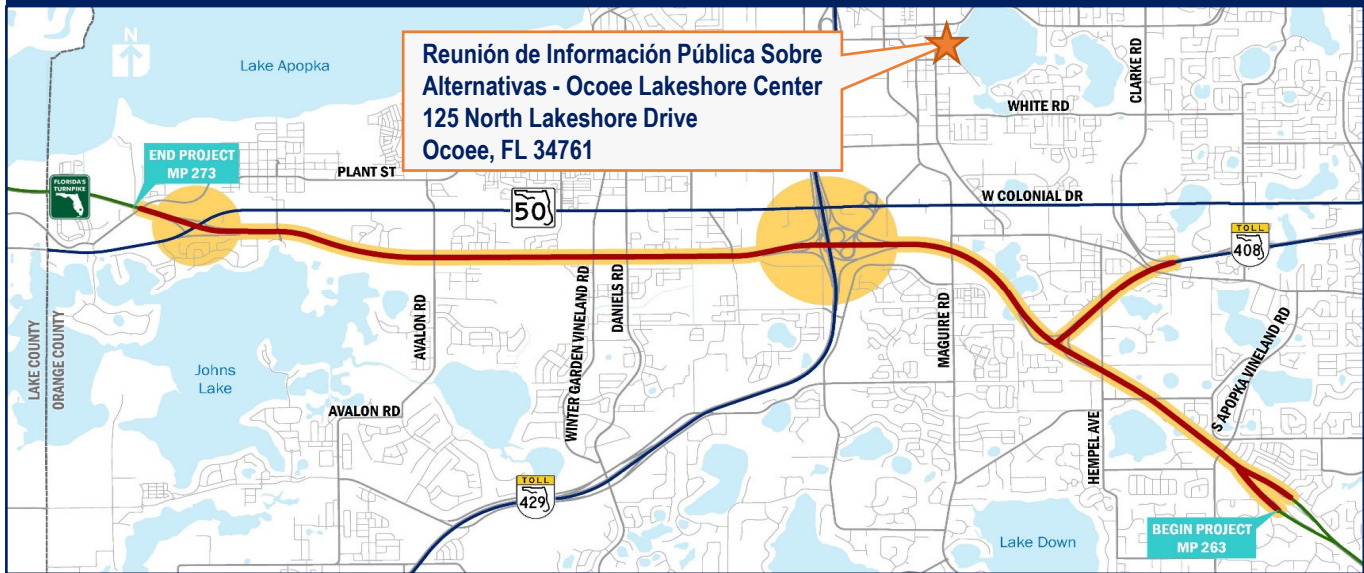 N
Lake Apopka
Reunión de Información Pública Sobre
Alternativas - Ocoee Lakeshore Center
125 North Lakeshore Drive
Ocoee, FL 34761
CLARKE RD
WHITE RD
END PROJECT
MP 273
PLANT ST
FLORIDA'S
TURNPIKE
50
W COLONIAL DR
TOLL
408
LAKE COUNTY
ORANGE COUNTY
AVALON RD
WINTER GARDEN VINELAND RD
DANIELS RD
MAGUIRE RD
S APOPKA VINELAND RD
Johns
Lake
AVALON RD
HEMPEL AVE
TOLL
429
Lake Down
BEGIN PROJECT
MP 263